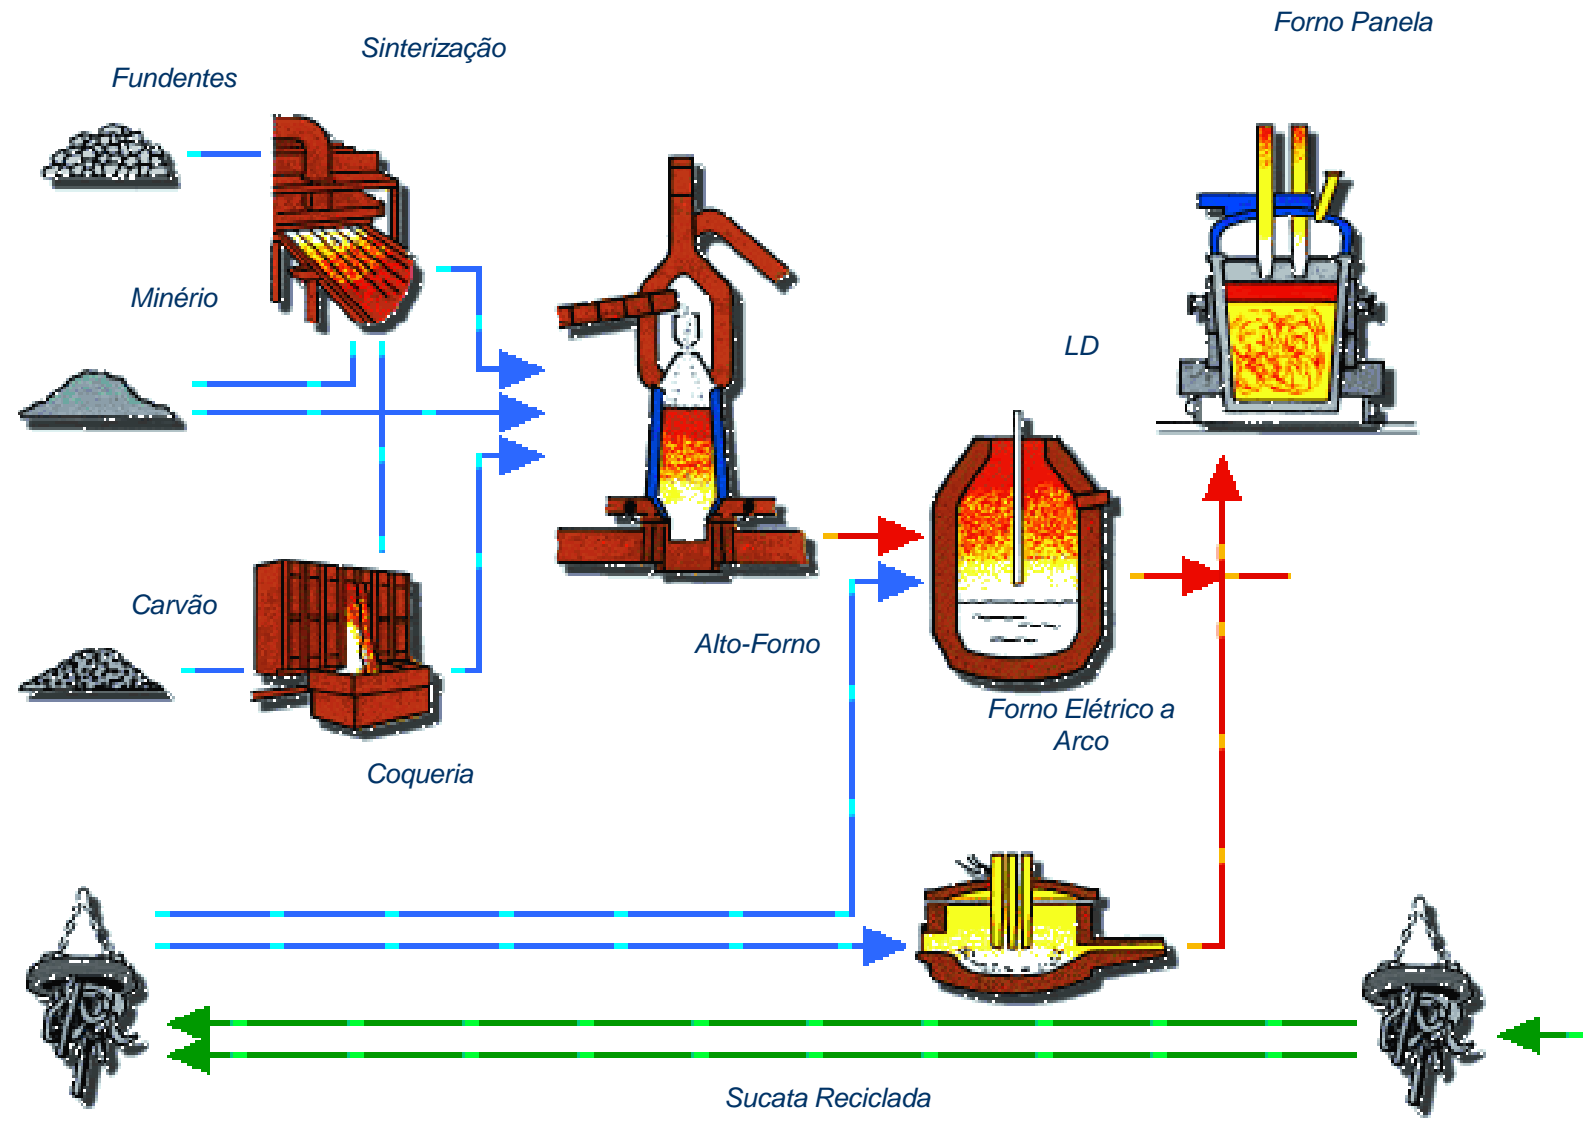 Forno Panela
Sinterização
Fundentes
Minério
LD
Carvão
Alto-Forno
Forno Elétrico a
Arco
Coqueria
Sucata Reciclada